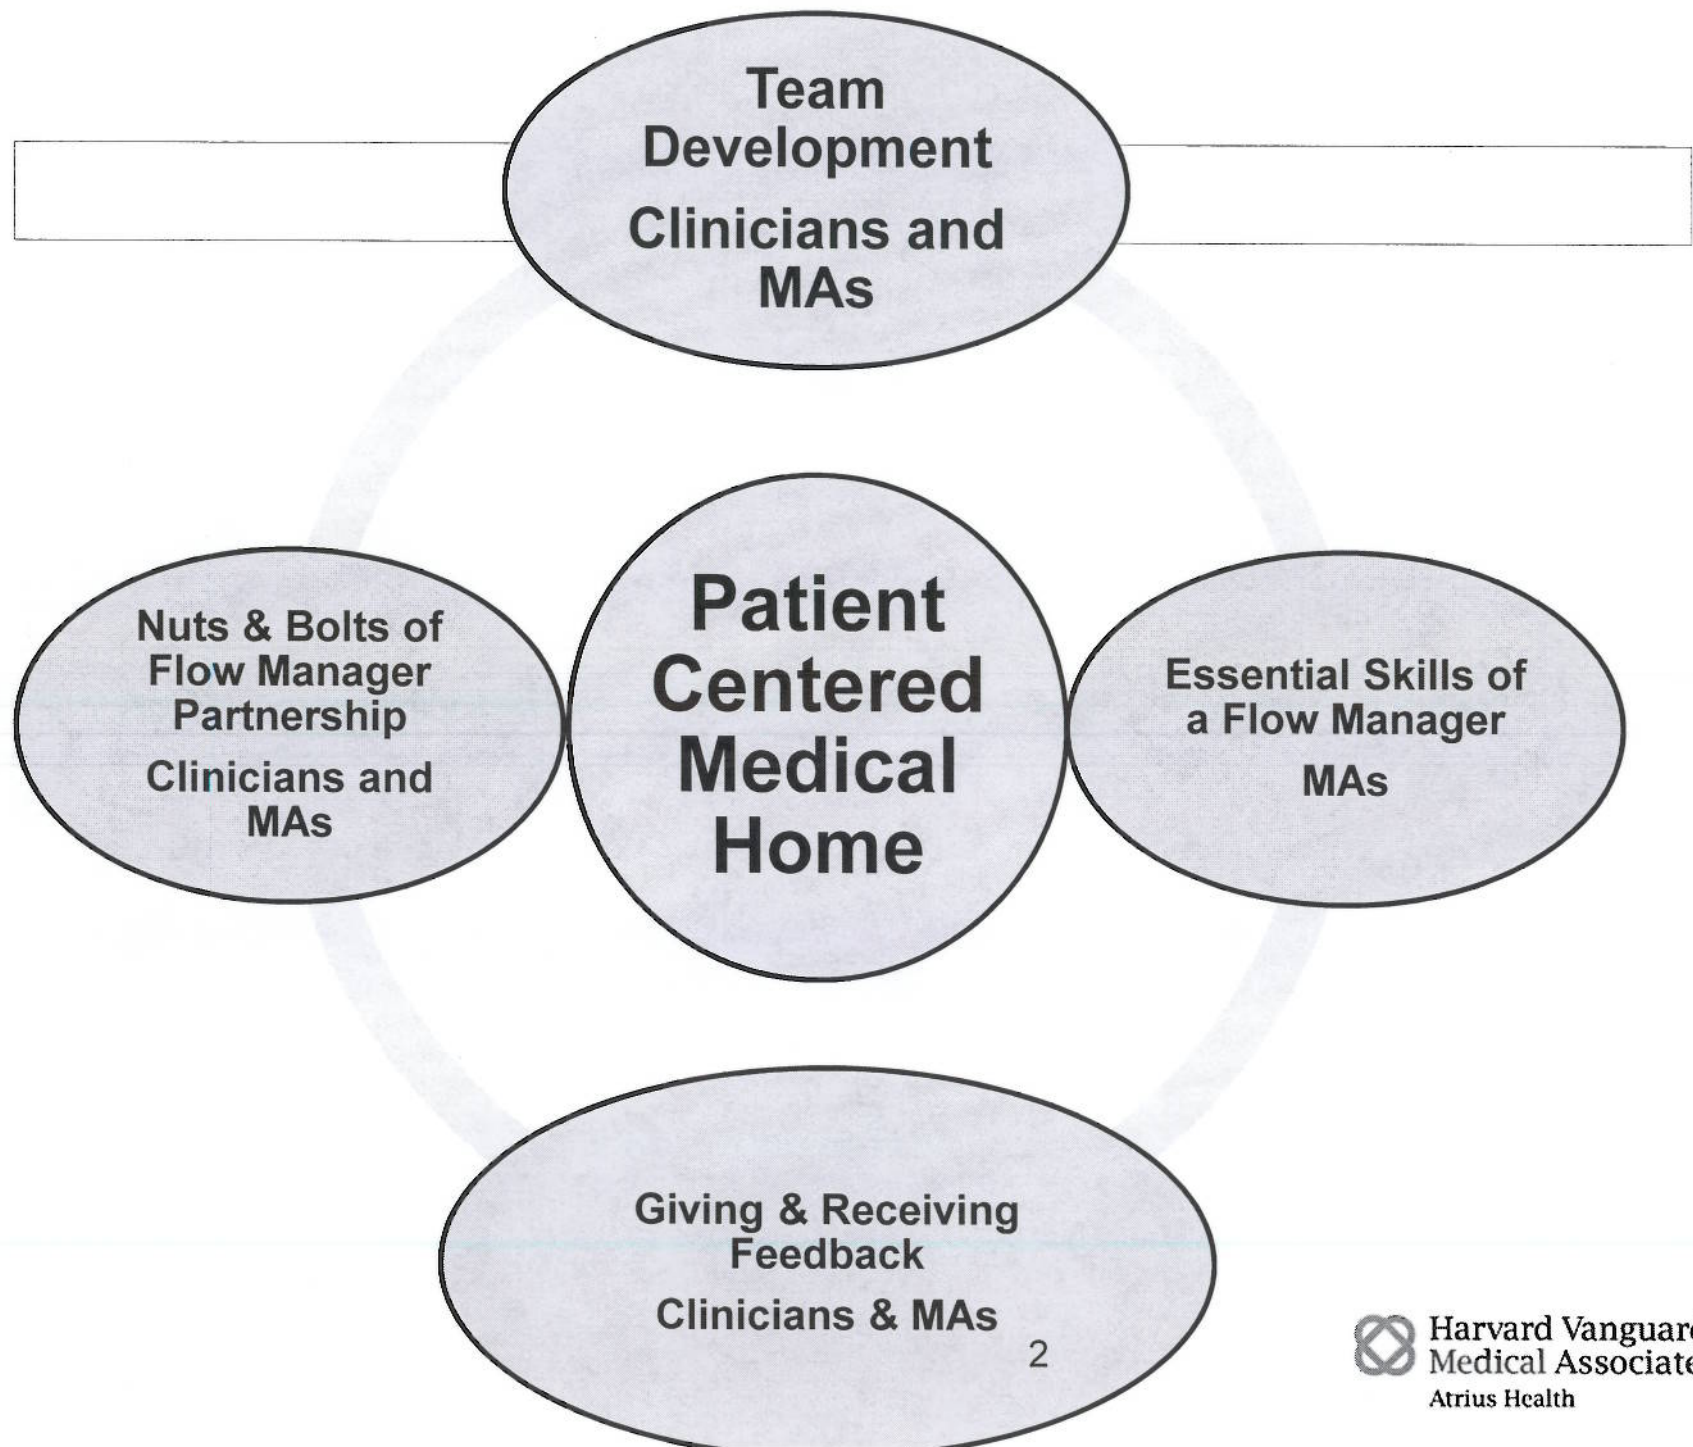 Team
Development
Clinicians and
MAs
Nuts & Bolts of
Flow Manager
Partnership
Clinicians and
MAs
Patient
Centered
Medical
Home
Essential Skills of
a Flow Manager
MAs
Giving & Receiving
Feedback
Clinicians & MAs
2
Harvard Vanguard
Medical Associate
Atrius Health